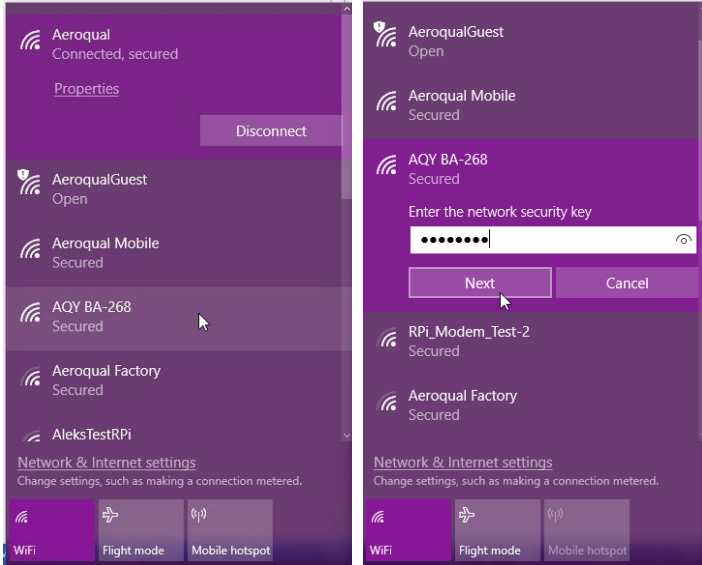 Aeroqual
Connected, secured
Properties
Disconnect
AeroqualGuest
Open
Aeroqual Mobile
Secured
AQY BA-268
Secured
Aeroqual Factory
Secured
AleksTestRPi
Network & Internet settings
Change settings, such as making a connection metered.
WiFi
Flight mode
Mobile hotspot
AeroqualGuest
Open
Aeroqual Mobile
Secured
AQY BA-268
Secured
Enter the network security key
●●●●●●●●
Next
Cancel
RPi_Modem_Test-2
Secured
Aeroqual Factory
Secured
Network & Internet settings
Change settings, such as making a connection metered.
WiFi
Flight mode
Mobile hotspot